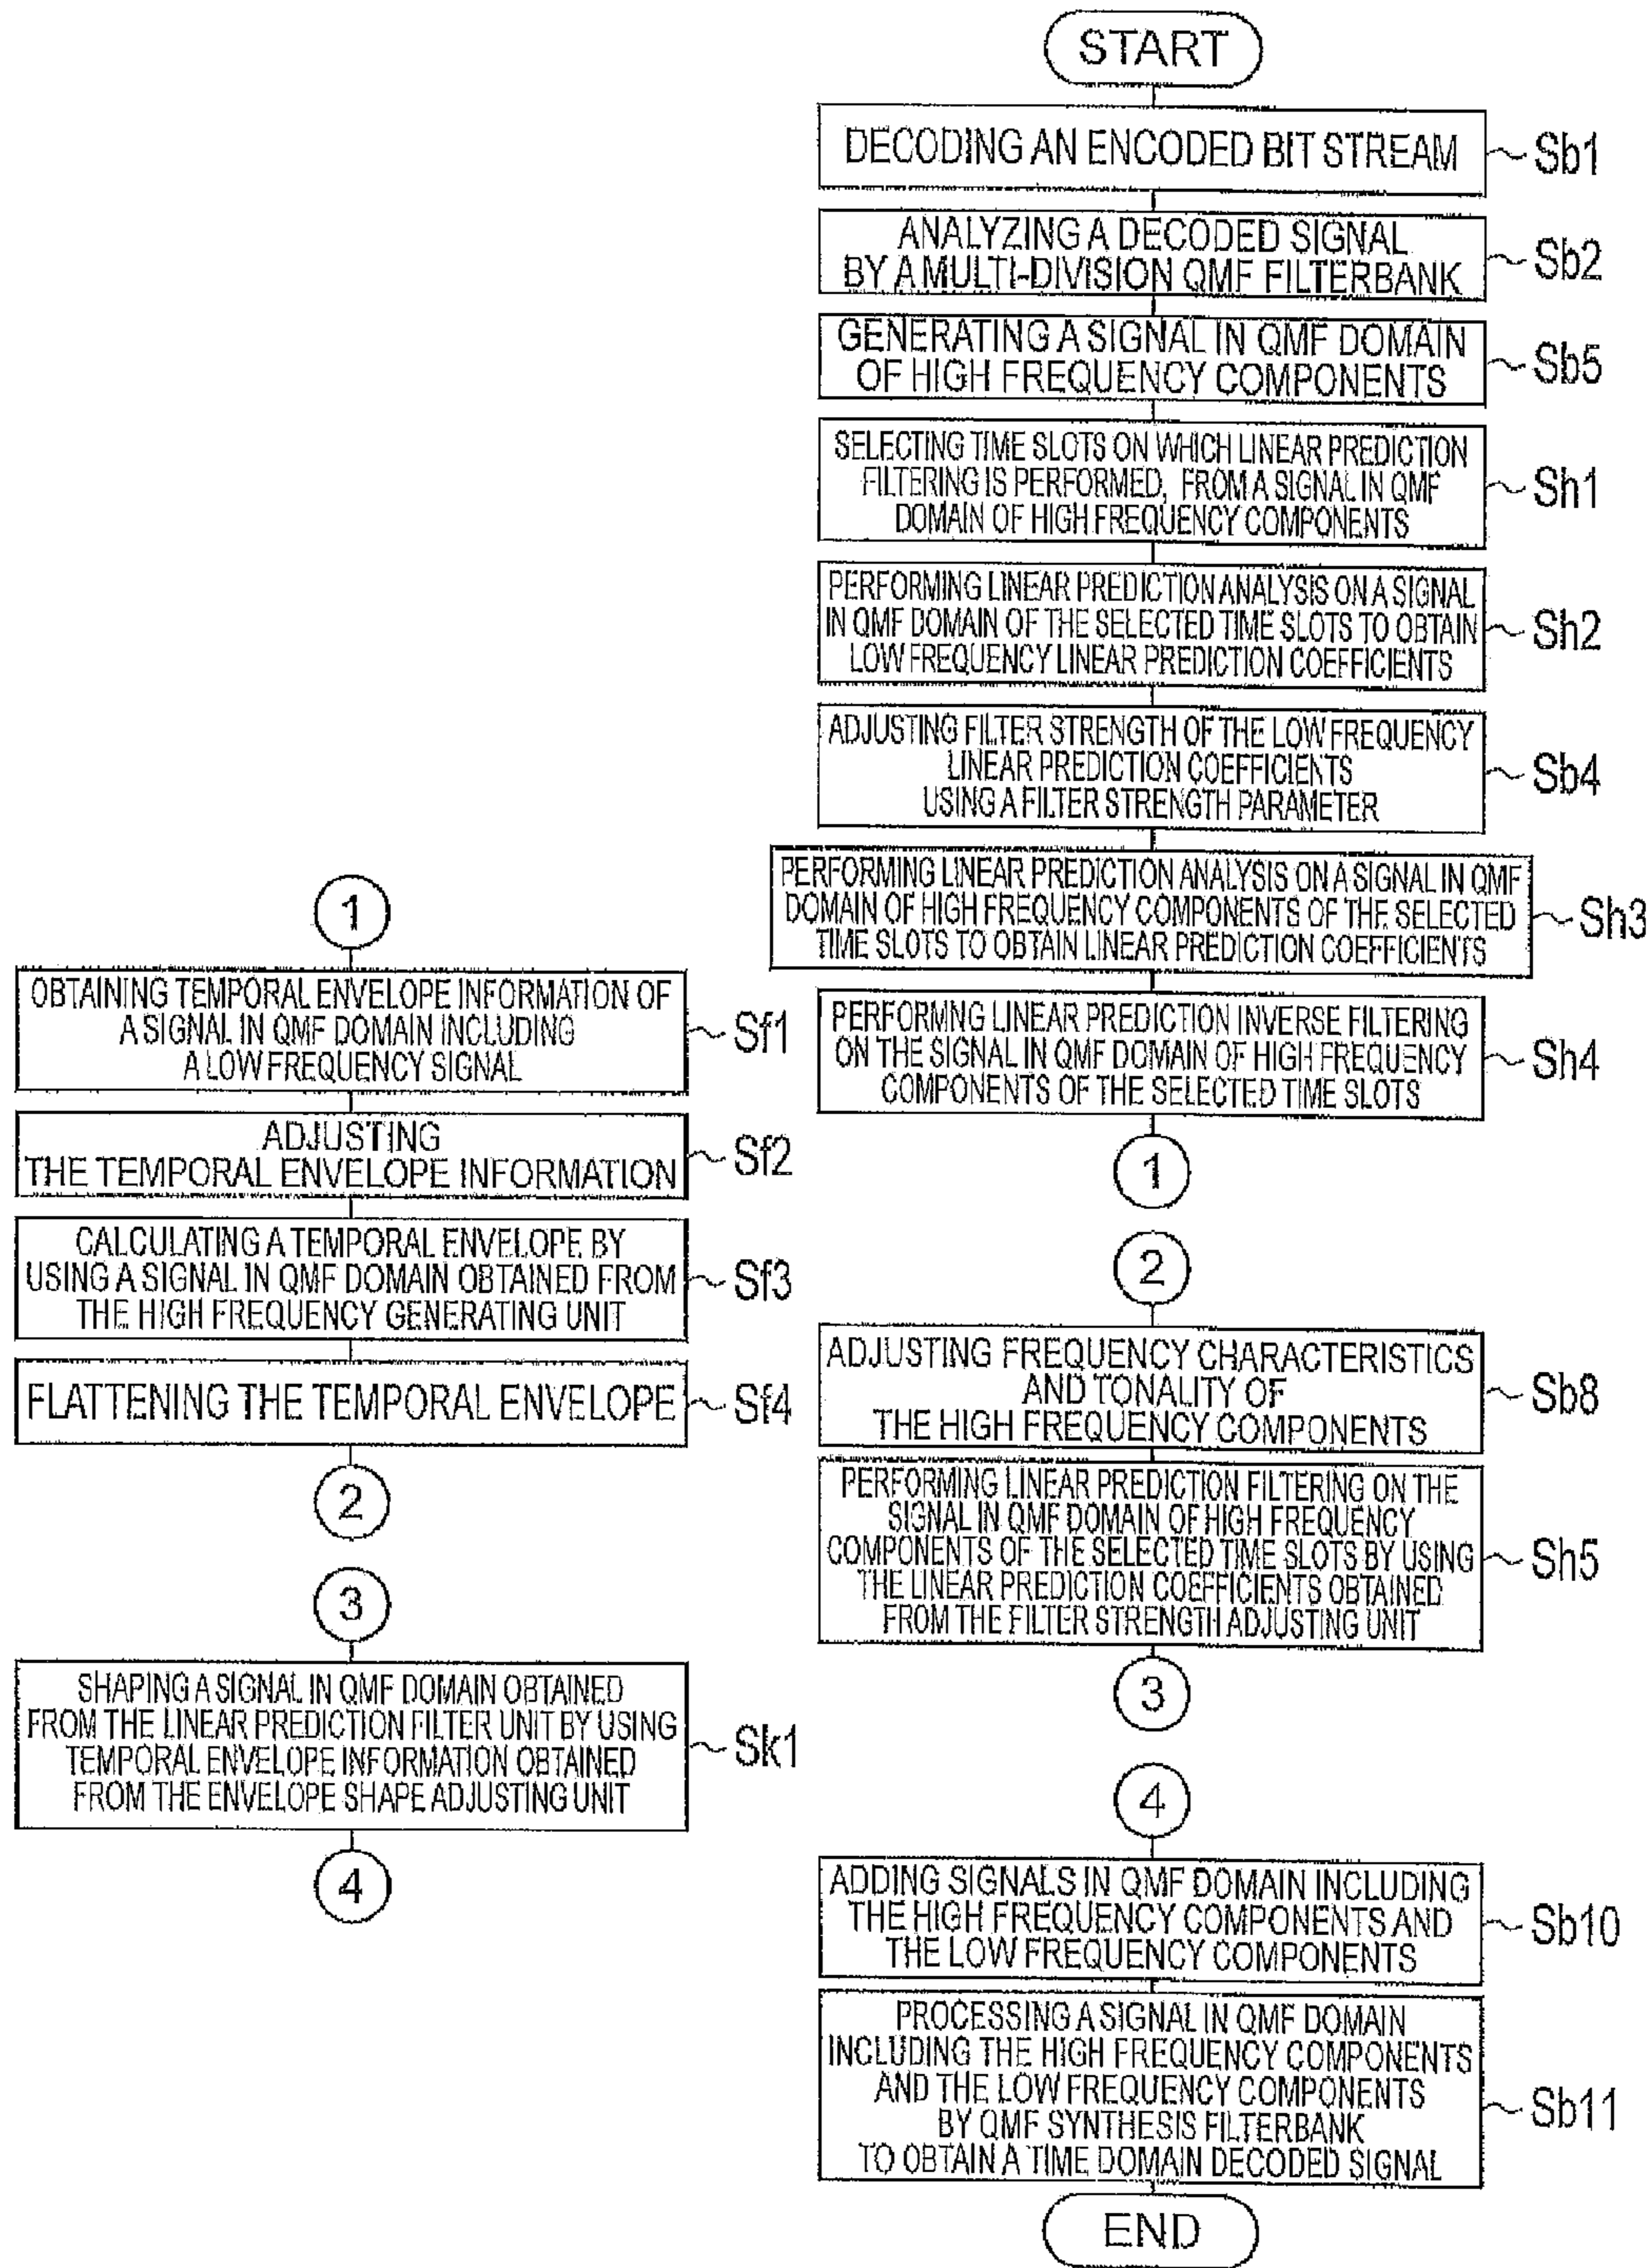 START
DECODING AN ENCODED BIT STREAM
Sb1
ANALYZING A DECODED SIGNAL
BY A MULTI-DIVISION QMF FILTERBANK
Sb2
GENERATING A SIGNAL IN QMF DOMAIN
OF HIGH FREQUENCY COMPONENTS
Sb5
SELECTING TIME SLOTS ON WHICH LINEAR PREDICTION
FILTERING IS PERFORMED, FROM A SIGNAL IN QMF
DOMAIN OF HIGH FREQUENCY COMPONENTS
Sh1
PERFORMING LINEAR PREDICTION ANALYSIS ON A SIGNAL
IN QMF DOMAIN OF THE SELECTED TIME SLOTS TO OBTAIN
LOW FREQUENCY LINEAR PREDICTION COEFFICIENTS
Sh2
ADJUSTING FILTER STRENGTH OF THE LOW FREQUENCY
LINEAR PREDICTION COEFFICIENTS
USING A FILTER STRENGTH PARAMETER
Sb4
PERFORMING LINEAR PREDICTION ANALYSIS ON A SIGNAL IN QMF
DOMAIN OF HIGH FREQUENCY COMPONENTS OF THE SELECTED
TIME SLOTS TO OBTAIN LINEAR PREDICTION COEFFICIENTS
Sh3
PERFORMNG LINEAR PREDICTION INVERSE FILTERING
ON THE SIGNAL IN QMF DOMAIN OF HIGH FREQUENCY
COMPONENTS OF THE SELECTED TIME SLOTS
Sh4
1
1
OBTAINING TEMPORAL ENVELOPE INFORMATION OF
A SIGNAL IN QMF DOMAIN INCLUDING
A LOW FREQUENCY SIGNAL
Sf1
ADJUSTING
THE TEMPORAL ENVELOPE INFORMATION
Sf2
CALCULATING A TEMPORAL ENVELOPE BY
USING A SIGNAL IN QMF DOMAIN OBTAINED FROM
THE HIGH FREQUENCY GENERATING UNIT
Sf3
FLATTENING THE TEMPORAL ENVELOPE
Sf4
2
2
ADJUSTING FREQUENCY CHARACTERISTICS
AND TONALITY OF
THE HIGH FREQUENCY COMPONENTS
Sb8
PERFORMING LINEAR PREDICTION FILTERING ON THE
SIGNAL IN QMF DOMAIN OF HIGH FREQUENCY
COMPONENTS OF THE SELECTED TIME SLOTS BY USING
THE LINEAR PREDICTION COEFFICIENTS OBTAINED
FROM THE FILTER STRENGTH ADJUSTING UNIT
Sh5
3
3
SHAPING A SIGNAL IN QMF DOMAIN OBTAINED
FROM THE LINEAR PREDICTION FILTER UNIT BY USING
TEMPORAL ENVELOPE INFORMATION OBTAINED
FROM THE ENVELOPE SHAPE ADJUSTING UNIT
Sk1
4
4
ADDING SIGNALS IN QMF DOMAIN INCLUDING
THE HIGH FREQUENCY COMPONENTS AND
THE LOW FREQUENCY COMPONENTS
Sb10
PROCESSING A SIGNAL IN QMF DOMAIN
INCLUDING THE HIGH FREQUENCY COMPONENTS
AND THE LOW FREQUENCY COMPONENTS
BY QMF SYNTHESIS FILTERBANK
TO OBTAIN A TIME DOMAIN DECODED SIGNAL
Sb11
END